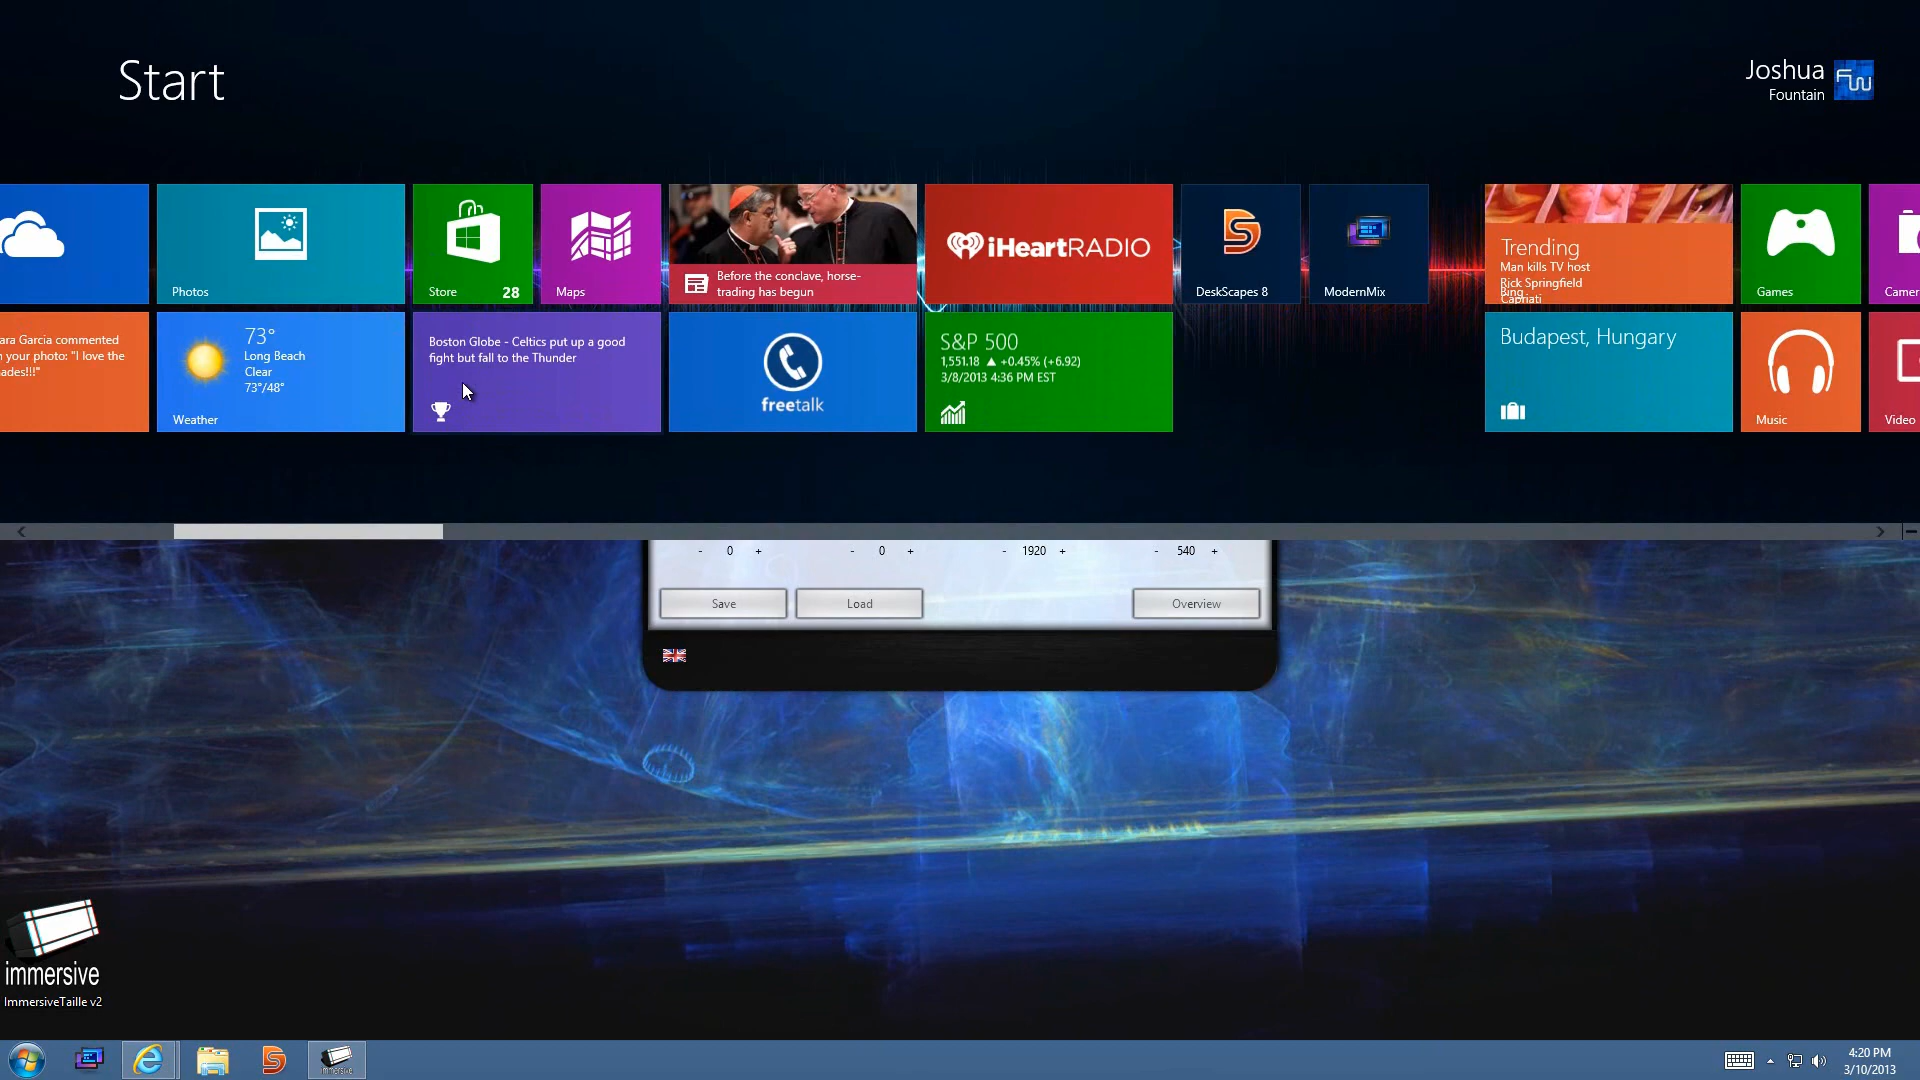 Start
Joshua
Fountain
Photos
Store
28
Maps
Before the conclave, horse-
trading has begun
iHeartRADIO
DeskScapes 8
ModernMix
Trending
Man kills TV host
Rick Springfield
Bing
Capriati
Games
Camer
ara Garcia commented
n your photo: "I love the
ades!!!"
73°
Long Beach
Clear
73°/48°
Weather
Boston Globe - Celtics put up a good
fight but fall to the Thunder
freetalk
S&P 500
1,551.18 ▲ +0.45% (+6.92)
3/8/2013 4:36 PM EST
Budapest, Hungary
Music
Video
- 0 + - 0 + - 1920 + - 540 +
Save
Load
Overview
immersive
ImmersiveTaille v2
immersive
4:20 PM
3/10/2013